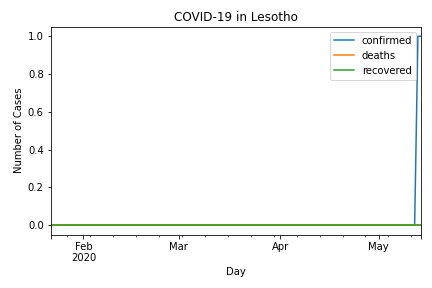 COVID-19 in Lesotho
confirmed
deaths
recovered
Number of Cases
1.0
0.8
0.6
0.4
0.2
0.0
Feb
2020
Mar
Apr
May
Day